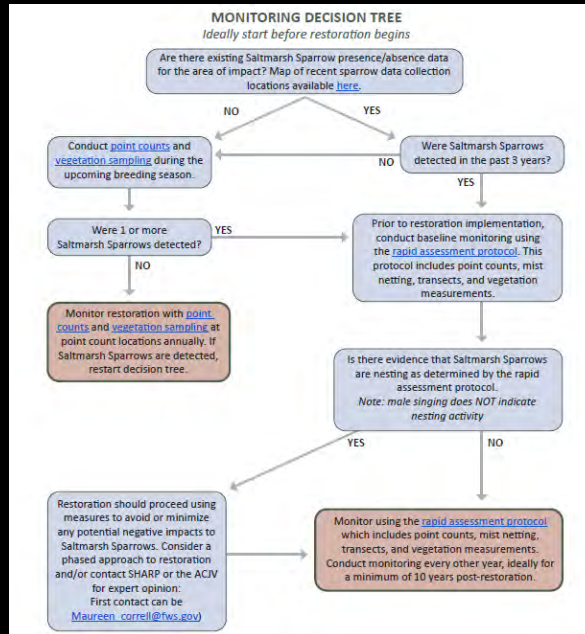 MONITORING DECISION TREE
Ideally start before restoration begins
Are there existing Saltmarsh Sparrow presence/absence data
for the area of impact? Map of recent sparrow data collection
locations available here.
NO
YES
Conduct point counts and
vegetation sampling during the
upcoming breeding season.
NO
Were Saltmarsh Sparrows
detected in the past 3 years?
YES
Were 1 or more
Saltmarsh Sparrows detected?
YES
Prior to restoration implementation,
conduct baseline monitoring using
the rapid assessment protocol. This
protocol includes point counts, mist
netting, transects, and vegetation
measurements.
NO
Monitor restoration with point
counts and vegetation sampling at
point count locations annually. If
Saltmarsh Sparrows are detected,
restart decision tree.
Is there evidence that Saltmarsh Sparrows
are nesting as determined by the rapid
assessment protocol.
Note: male singing does NOT indicate
nesting activity
YES
NO
Restoration should proceed using
measures to avoid or minimize
any potential negative impacts to
Saltmarsh Sparrows. Consider a
phased approach to restoration
and/or contact SHARP or the ACJV
for expert opinion:
First contact can be
Maureen_correll@fws.gov)
Monitor using the rapid assessment protocol
which includes point counts, mist netting,
transects, and vegetation measurements.
Conduct monitoring every other year, ideally for
a minimum of 10 years post-restoration.